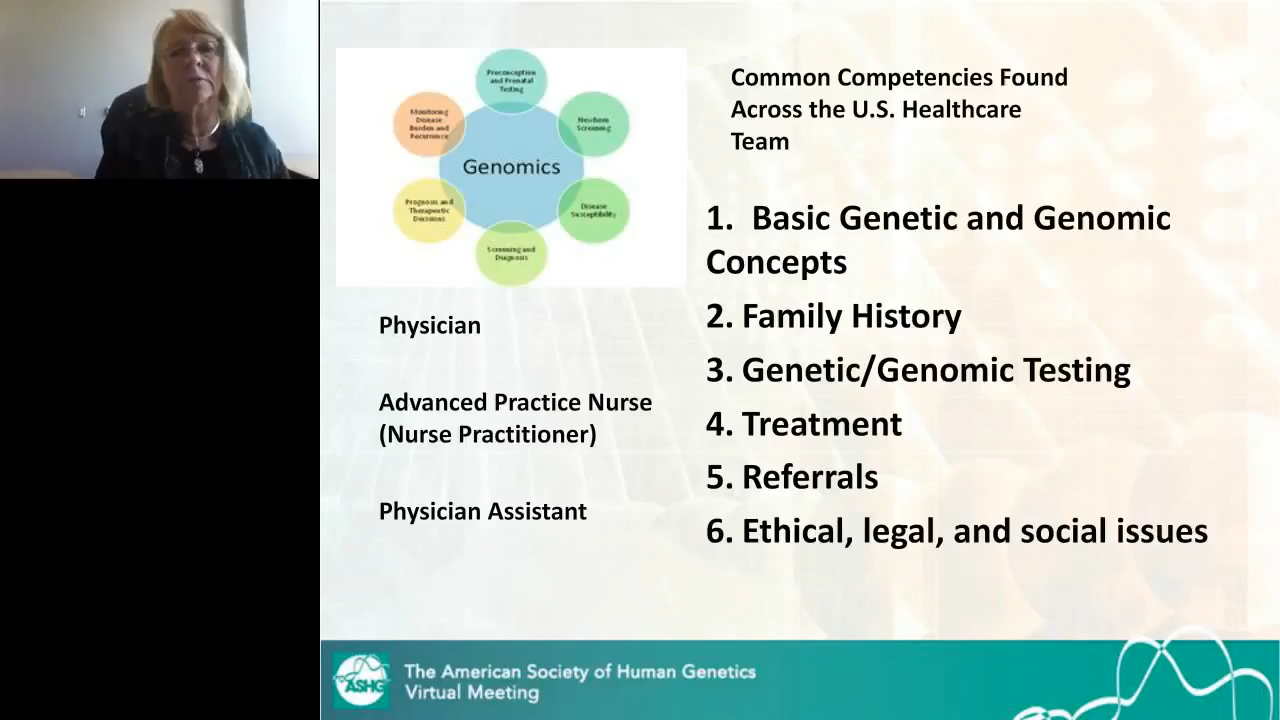 Preconception
and Prenatal
Testing
Monitoring
Disease
Burden and
Recurrence
Newborn
Screening
Genomics
Prognosis and
Therapeutic
Decisions
Disease
Susceptibility
Screening and
Diagnosis
Physician
Advanced Practice Nurse
(Nurse Practitioner)
Physician Assistant
Common Competencies Found
Across the U.S. Healthcare
Team
1. Basic Genetic and Genomic
Concepts
2. Family History
3. Genetic/Genomic Testing
4. Treatment
5. Referrals
6. Ethical, legal, and social issues
ASHG
The American Society of Human Genetics
Virtual Meeting